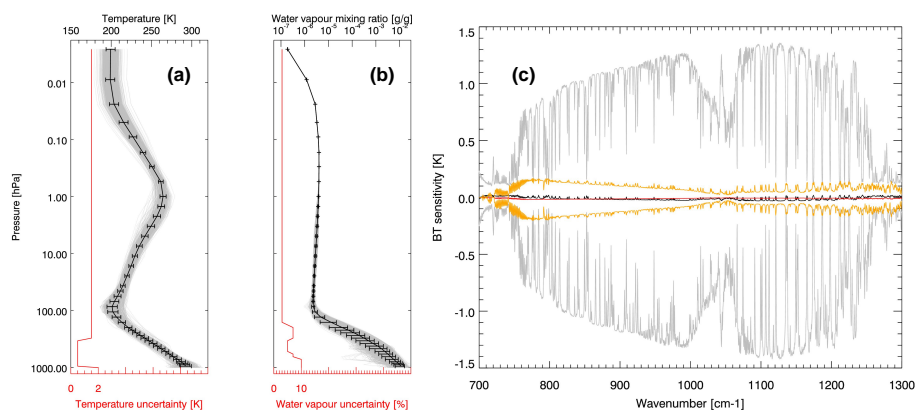 Temperature [K]
150 200 250 300
(a)
0.01
0.10
1.00
10.00
100.00
1000.00
Pressure [hPa]
0 2
Temperature uncertainty [K]
Water vapour mixing ratio [g/g]
10-7 10-6 10-5 10-4 10-3 10-2
(b)
0 10
Water vapour uncertainty [%]
(c)
1.5
1.0
0.5
0.0
-0.5
-1.0
-1.5
BT sensitivity [K]
700 800 900 1000 1100 1200 1300
Wavenumber [cm-1]